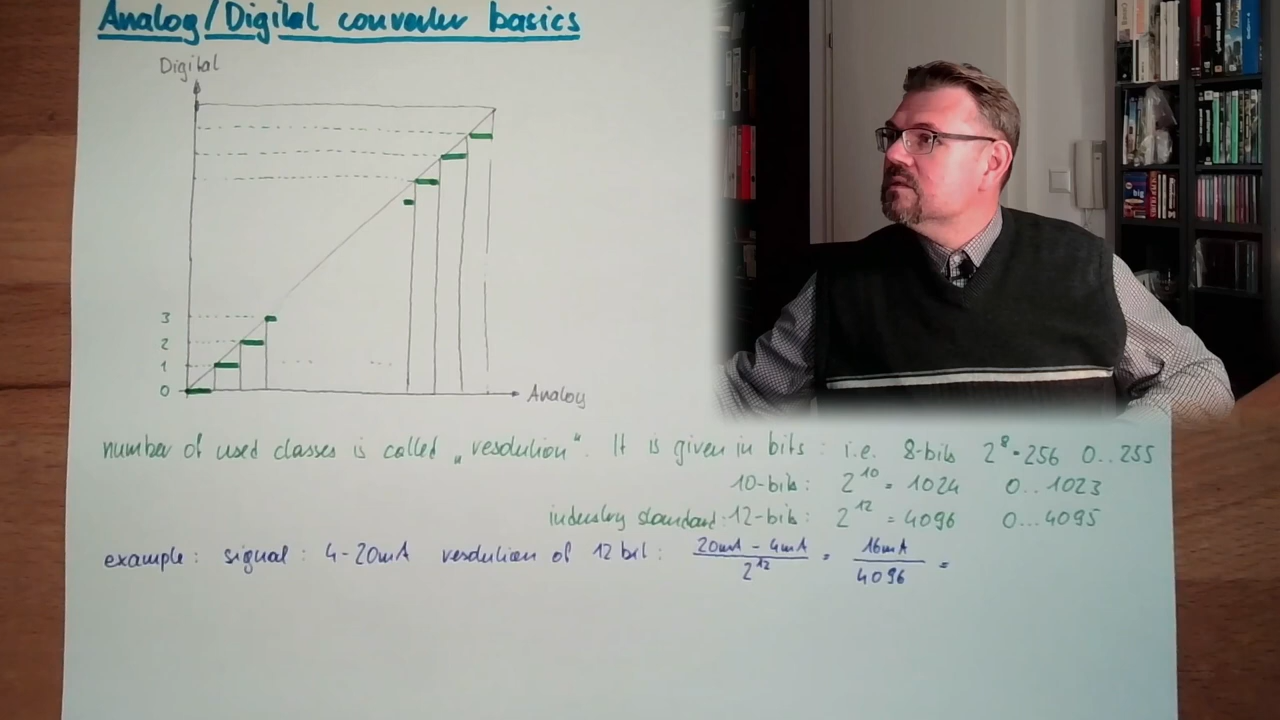 Analog/Digital converter basics
Digital
3
2
1
0
Analog
number of used classes is called „resolution". It is given in bits : i.e. 8-bits 2⁸=256 0..255
10-bits: 2¹⁰ = 1024 0..1023
industry standard: 12-bits: 2¹² = 4096 0...4095
example: signal: 4-20mA resolution of 12 bit: (20mA - 4mA)/2¹² = 16mA/4096 =
big